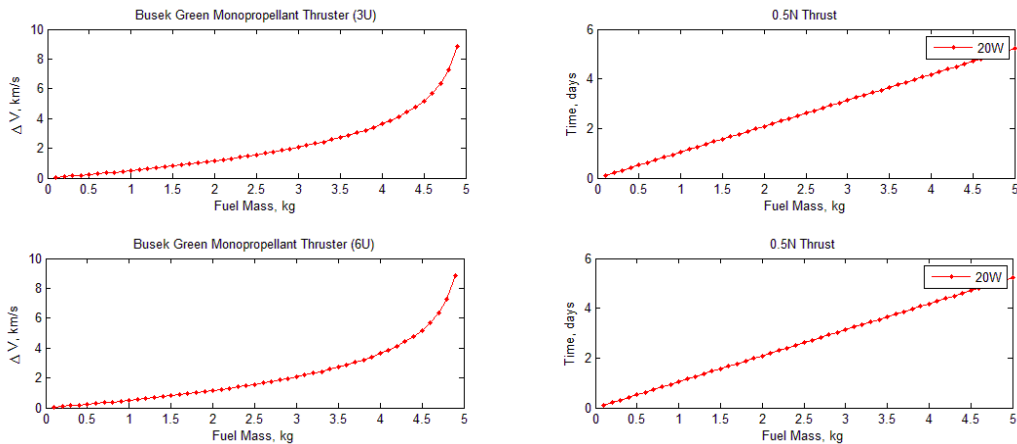 Busek Green Monopropellant Thruster (3U)
10
8
6
4
2
0
Δ V, km/s
0 0.5 1 1.5 2 2.5 3 3.5 4 4.5 5
Fuel Mass, kg
0.5N Thrust
20W
6
4
2
0
Time, days
0 0.5 1 1.5 2 2.5 3 3.5 4 4.5 5
Fuel Mass, kg
Busek Green Monopropellant Thruster (6U)
10
8
6
4
2
0
Δ V, km/s
0 0.5 1 1.5 2 2.5 3 3.5 4 4.5 5
Fuel Mass, kg
0.5N Thrust
20W
6
4
2
0
Time, days
0 0.5 1 1.5 2 2.5 3 3.5 4 4.5 5
Fuel Mass, kg